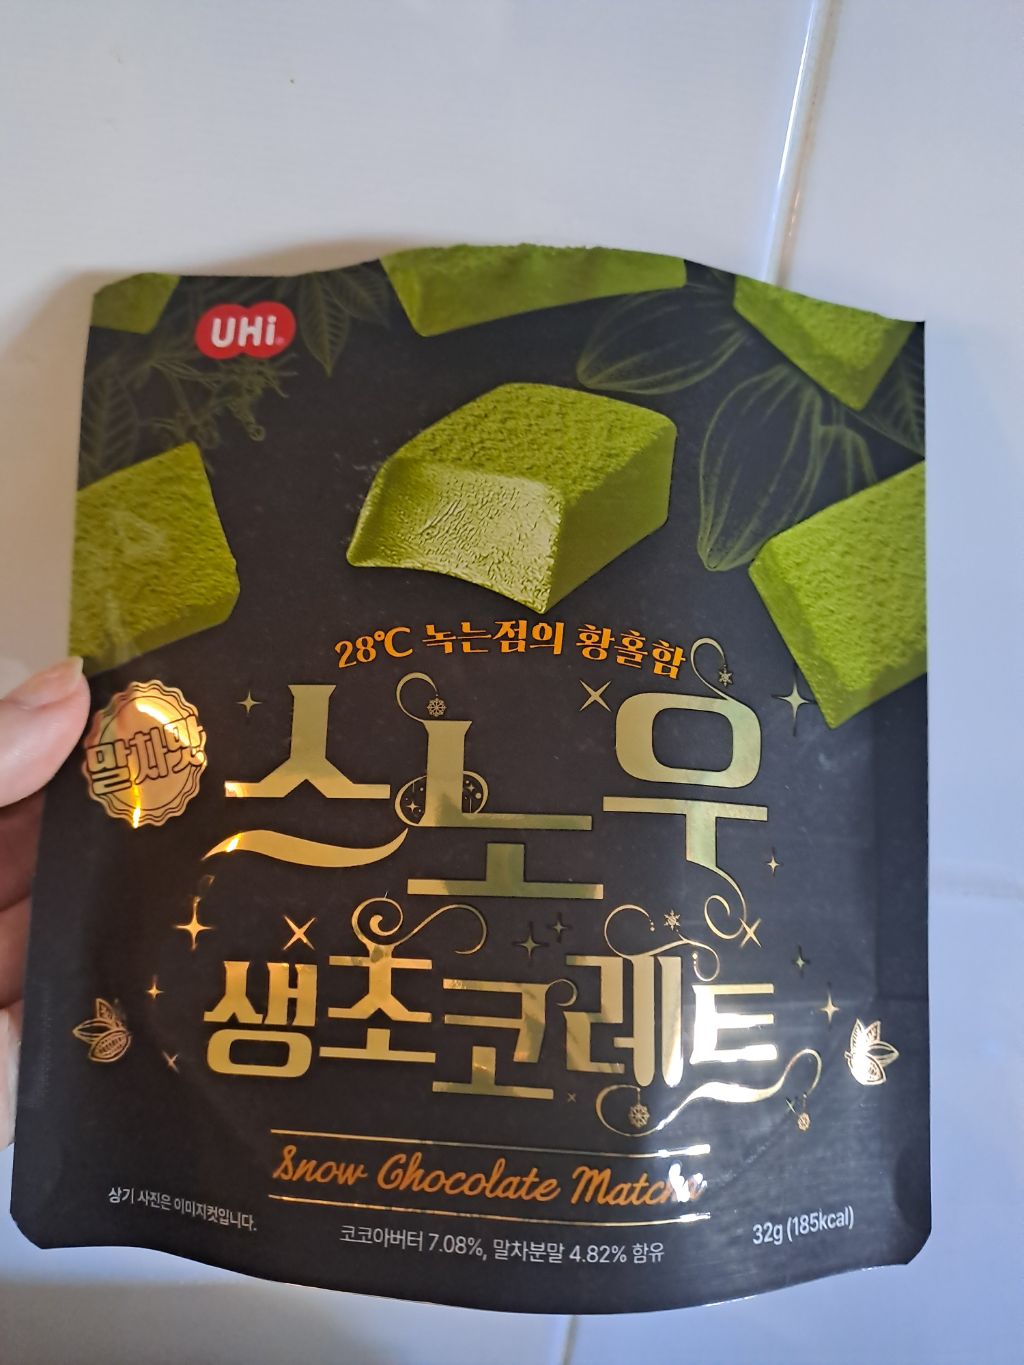 UHi
28℃ 녹는점의 황홀함
말차맛
스노우
생초코레트
Snow Chocolate Matcha
상기 사진은 이미지컷입니다.
코코아버터 7.08%, 말차분말 4.82% 함유
32g (185kcal)